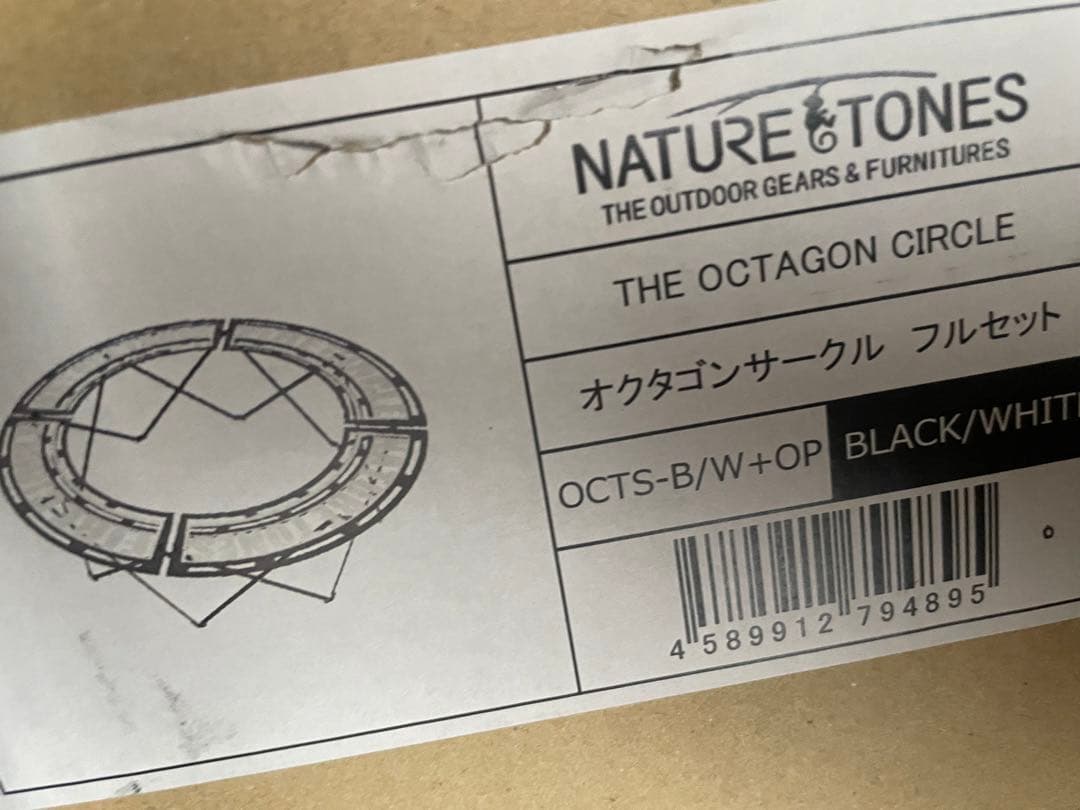 NATURE TONES
THE OUTDOOR GEARS & FURNITURES
THE OCTAGON CIRCLE
オクタゴンサークル フルセット
OCTS-B/W+OP
BLACK/WHIT
4 589912 794895